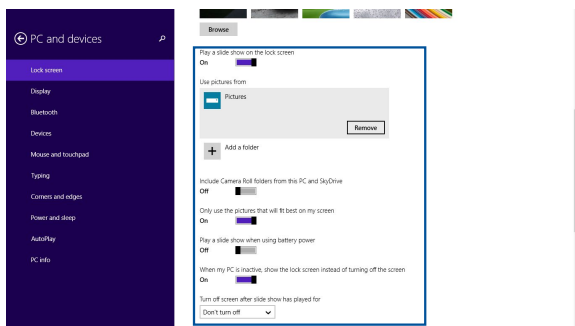 PC and devices
Lock screen
Display
Bluetooth
Devices
Mouse and touchpad
Typing
Corners and edges
Power and sleep
AutoPlay
PC info
Browse
Play a slide show on the lock screen
On
Use pictures from
Pictures
Remove
Add a folder
Include Camera Roll folders from this PC and SkyDrive
Off
Only use the pictures that will fit best on my screen
On
Play a slide show when using battery power
Off
When my PC is inactive, show the lock screen instead of turning off the screen
On
Turn off screen after slide show has played for
Don't turn off